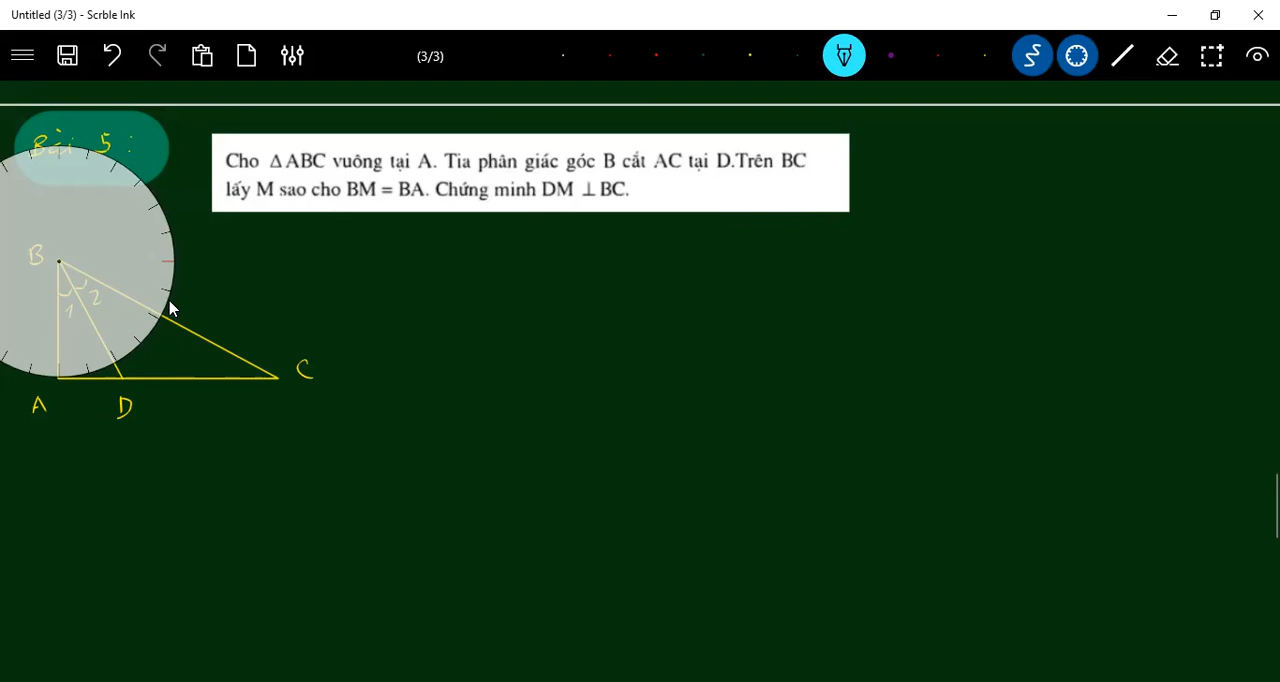 Untitled (3/3) - Scrble Ink
(3/3)
Bài 5 :
Cho ΔABC vuông tại A. Tia phân giác góc B cắt AC tại D.Trên BC
lấy M sao cho BM = BA. Chứng minh DM ⊥ BC.
B
1 2
C
A D